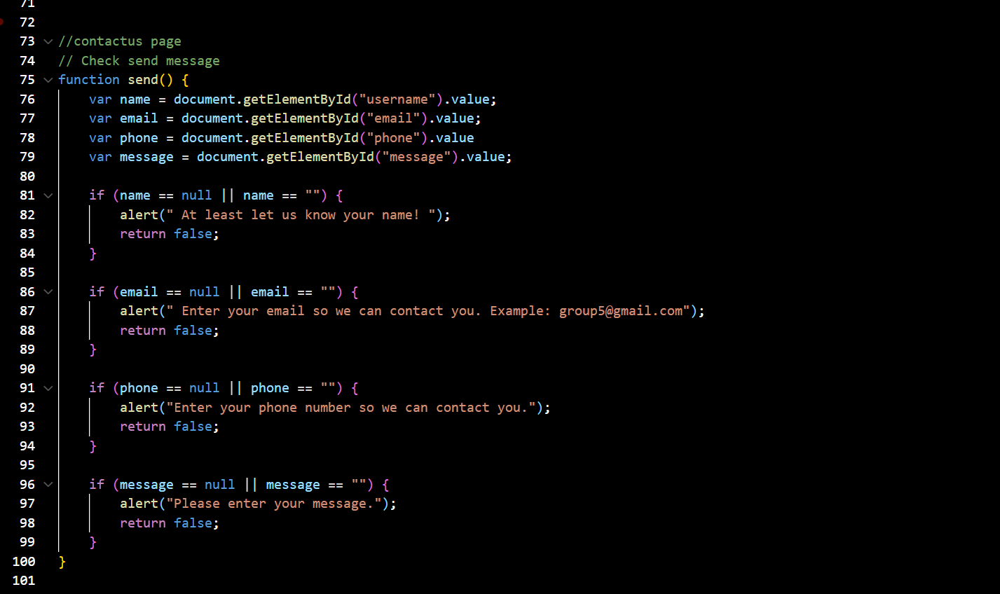 71
72
73 //contactus page
74 // Check send message
75 function send() {
76     var name = document.getElementById("username").value;
77     var email = document.getElementById("email").value;
78     var phone = document.getElementById("phone").value
79     var message = document.getElementById("message").value;
80
81     if (name == null || name == "") {
82         alert(" At least let us know your name! ");
83         return false;
84     }
85
86     if (email == null || email == "") {
87         alert(" Enter your email so we can contact you. Example: group5@gmail.com");
88         return false;
89     }
90
91     if (phone == null || phone == "") {
92         alert("Enter your phone number so we can contact you.");
93         return false;
94     }
95
96     if (message == null || message == "") {
97         alert("Please enter your message.");
98         return false;
99     }
100 }
101